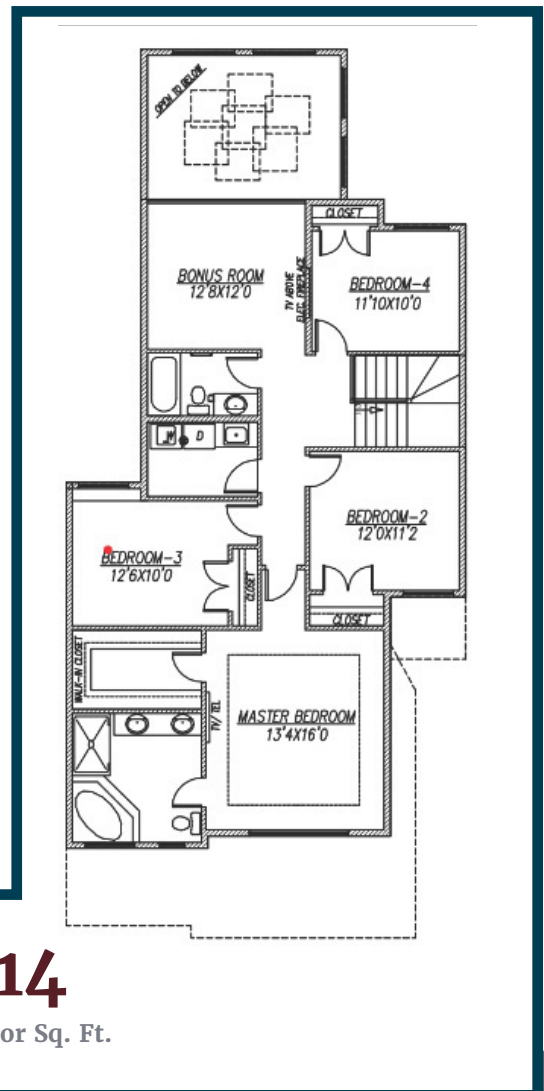 OPEN TO BELOW
CLOSET
BONUS ROOM
12'8X12'0
TV ABOVE
ELEC. FIREPLACE
BEDROOM-4
11'10X10'0
W
D
BEDROOM-2
12'0X11'2
BEDROOM-3
12'6X10'0
CLOSET
CLOSET
WALK-IN CLOSET
TV/ TEL
MASTER BEDROOM
13'4X16'0
14
or Sq. Ft.